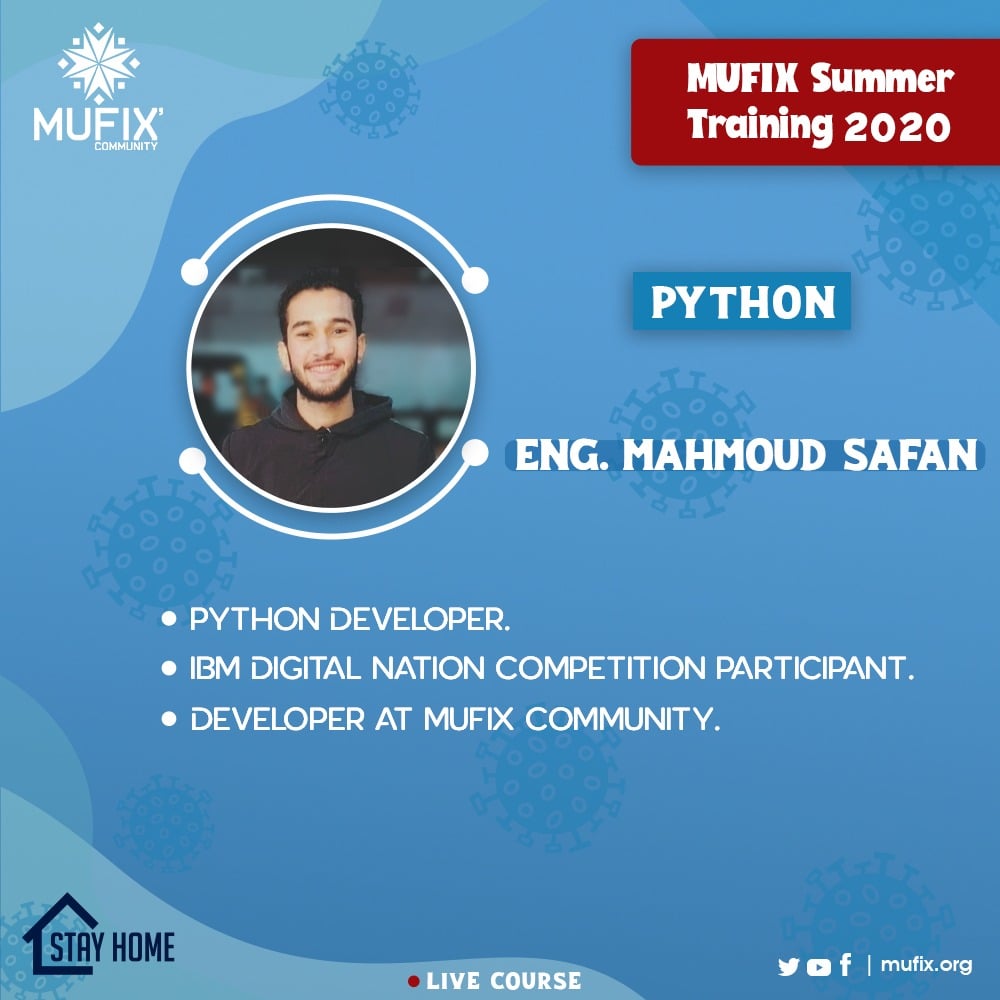 MUFIX'
COMMUNITY
MUFIX Summer
Training 2020
PYTHON
ENG. MAHMOUD SAFAN
• PYTHON DEVELOPER.
• IBM DIGITAL NATION COMPETITION PARTICIPANT.
• DEVELOPER AT MUFIX COMMUNITY.
STAY HOME
• LIVE COURSE
f | mufix.org